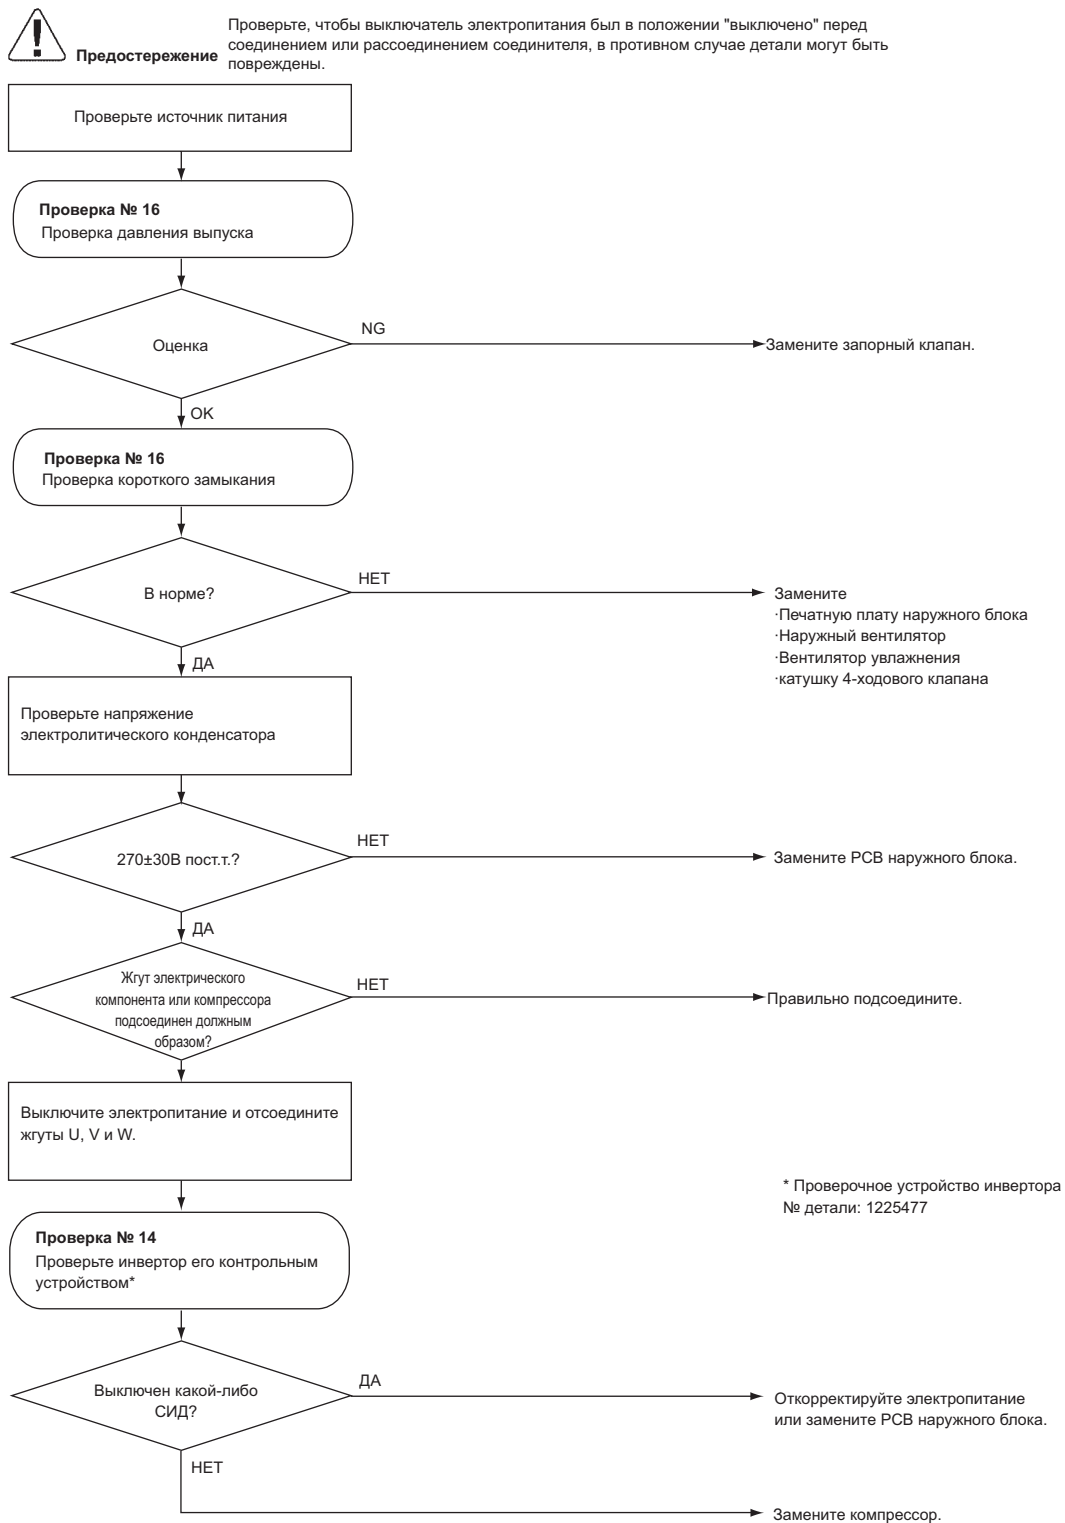 Проверьте, чтобы выключатель электропитания был в положении "выключено" перед
соединением или рассоединением соединителя, в противном случае детали могут быть
повреждены.
Предостережение
Проверьте источник питания
Проверка № 16
Проверка давления выпуска
Оценка
NG
Замените запорный клапан.
OK
Проверка № 16
Проверка короткого замыкания
В норме?
НЕТ
Замените
·Печатную плату наружного блока
·Наружный вентилятор
·Вентилятор увлажнения
·катушку 4-ходового клапана
ДА
Проверьте напряжение
электролитического конденсатора
270±30В пост.т.?
НЕТ
Замените PCB наружного блока.
ДА
Жгут электрического
компонента или компрессора
подсоединен должным
образом?
НЕТ
Правильно подсоедините.
Выключите электропитание и отсоедините
жгуты U, V и W.
* Проверочное устройство инвертора
№ детали: 1225477
Проверка № 14
Проверьте инвертор его контрольным
устройством*
Выключен какой-либо
СИД?
ДА
Откорректируйте электропитание
или замените PCB наружного блока.
НЕТ
Замените компрессор.